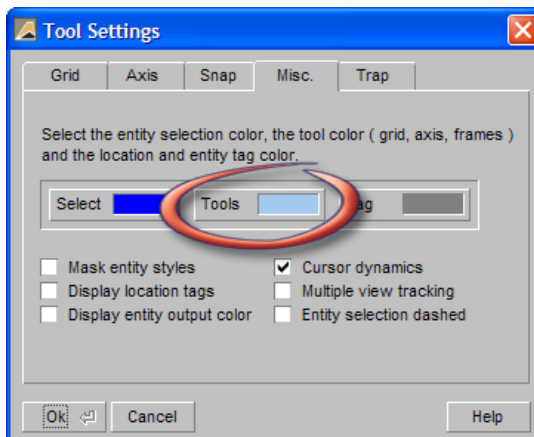 Tool Settings
Grid Axis Snap Misc. Trap
Select the entity selection color, the tool color ( grid, axis, frames )
and the location and entity tag color.
Select Tools ag
Mask entity styles Cursor dynamics
Display location tags Multiple view tracking
Display entity output color Entity selection dashed
Ok Cancel Help